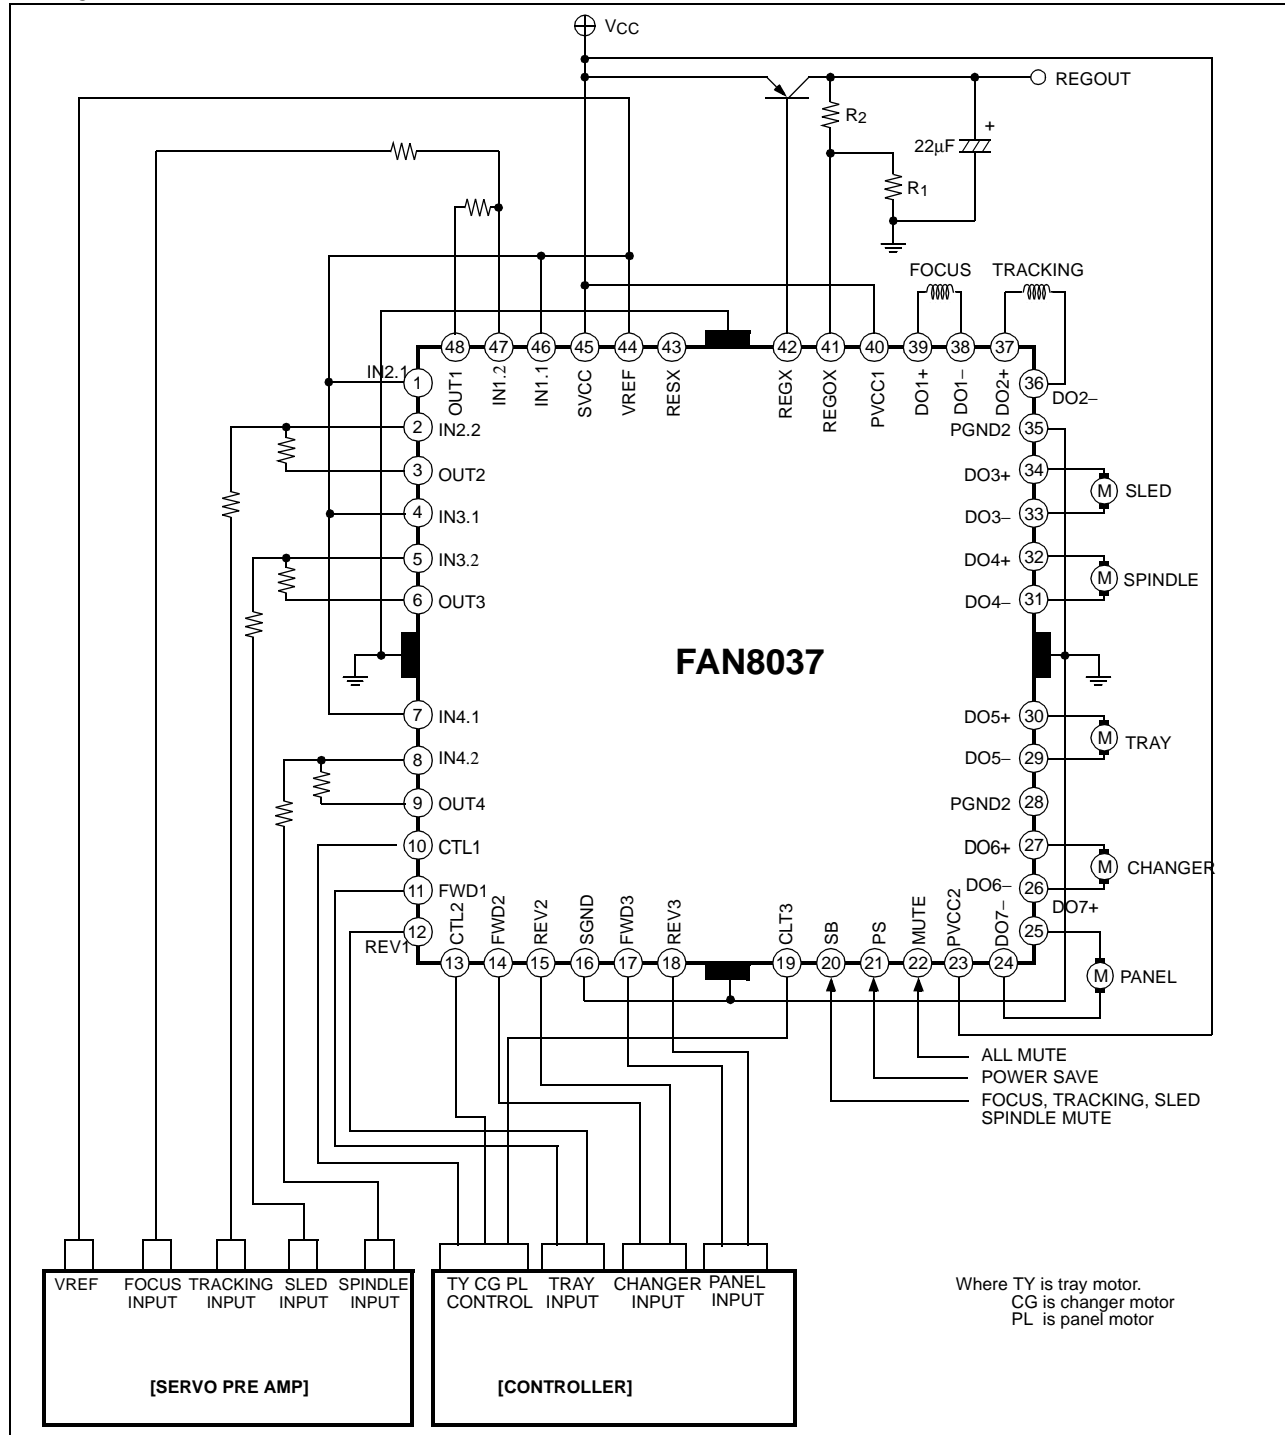 VCC
REGOUT
R2
22µF
+
R1
FOCUS
TRACKING
48
47
46
45
44
43
42
41
40
39
38
37
OUT1
IN1.2
IN1.1
SVCC
VREF
RESX
REGX
REGOX
PVCC1
DO1+
DO1−
DO2+
IN2.1
1
36
DO2−
2
IN2.2
PGND2
35
3
OUT2
DO3+
34
M
SLED
4
IN3.1
DO3−
33
5
IN3.2
DO4+
32
M
SPINDLE
6
OUT3
DO4−
31
FAN8037
7
IN4.1
DO5+
30
M
TRAY
8
IN4.2
DO5−
29
9
OUT4
PGND2
28
10
CTL1
DO6+
27
M
CHANGER
11
FWD1
DO6−
26
12
REV1
DO7+
25
CTL2
FWD2
REV2
SGND
FWD3
REV3
CLT3
SB
PS
MUTE
PVCC2
DO7−
13
14
15
16
17
18
19
20
21
22
23
24
M
PANEL
ALL MUTE
POWER SAVE
FOCUS, TRACKING, SLED
SPINDLE MUTE
VREF
FOCUS
INPUT
TRACKING
INPUT
SLED
INPUT
SPINDLE
INPUT
TY CG PL
CONTROL
TRAY
INPUT
CHANGER
INPUT
PANEL
INPUT
[SERVO PRE AMP]
[CONTROLLER]
Where TY is tray motor.
CG is changer motor
PL is panel motor